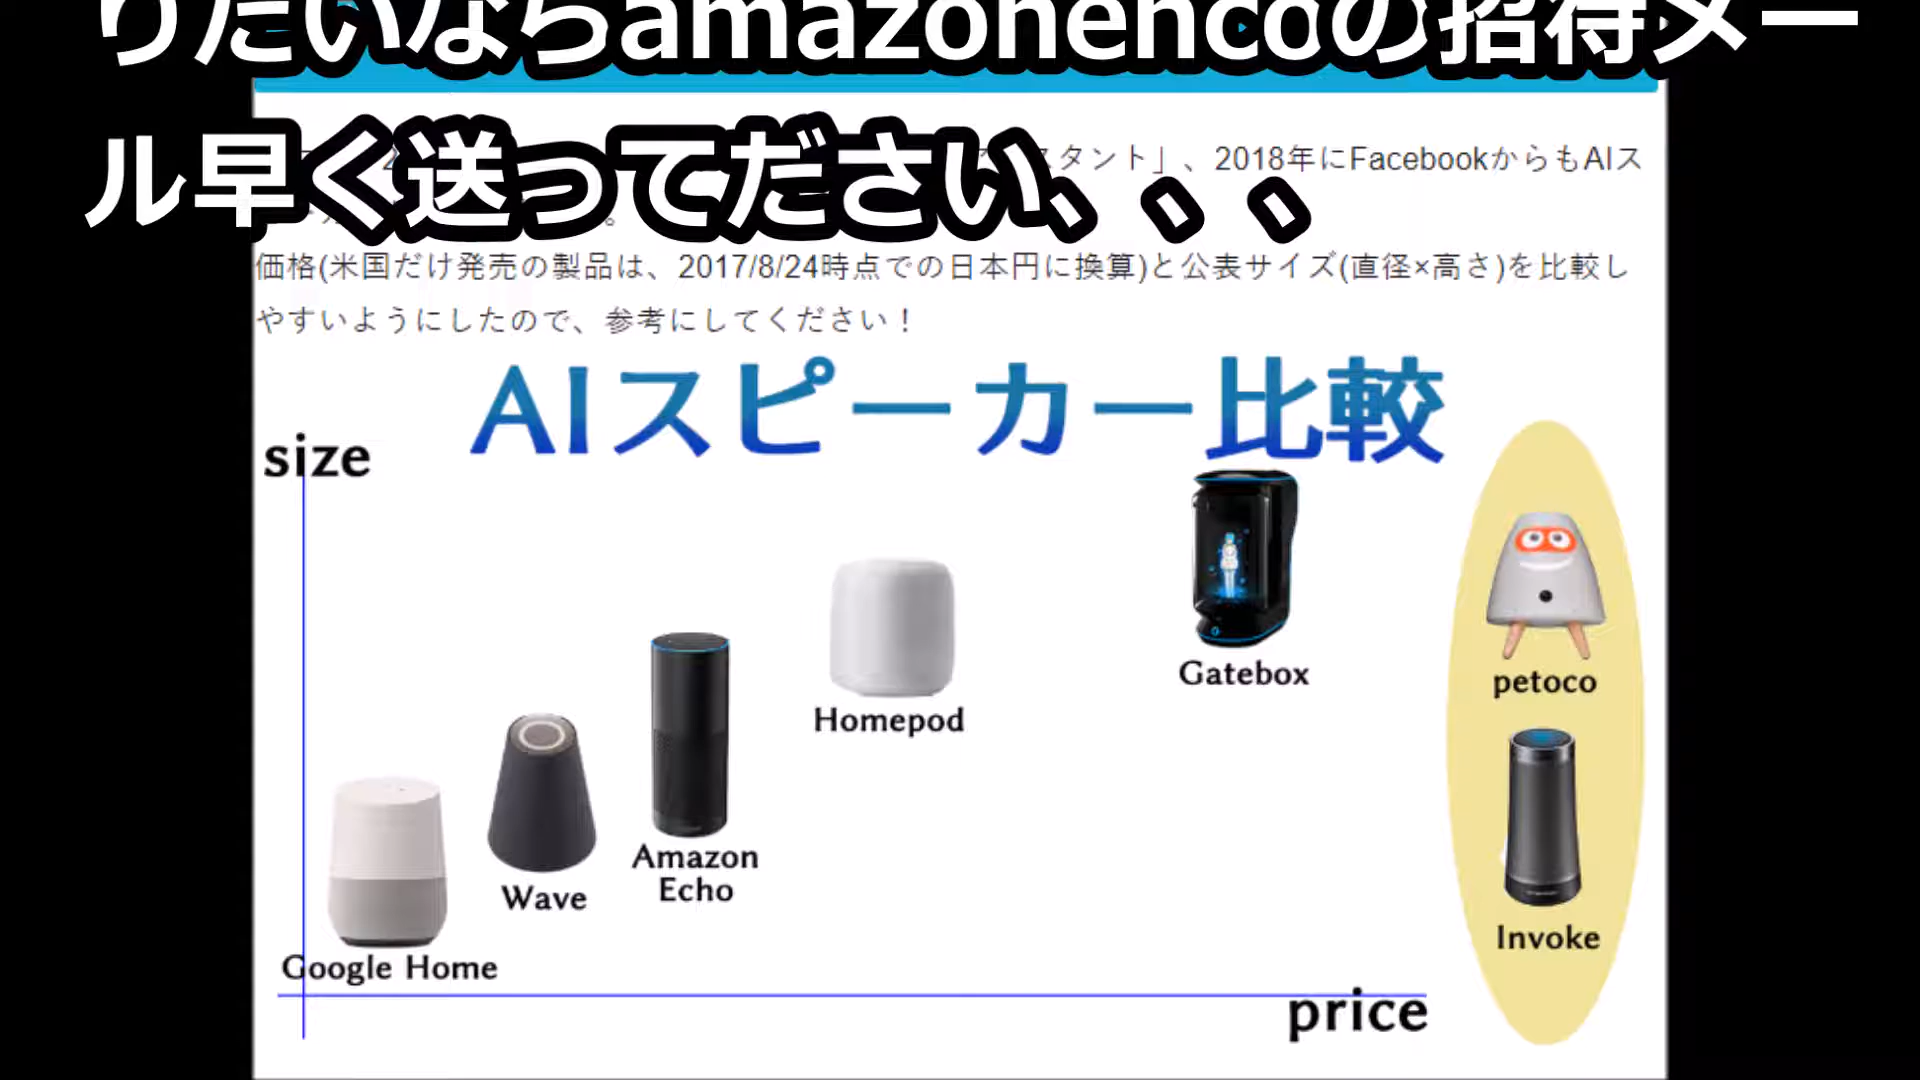 りたいならamazonencoの招待メー
ル早く送ってださい、、、
スタント」、2018年にFacebookからもAIス
価格(米国だけ発売の製品は、2017/8/24時点での日本円に換算)と公表サイズ(直径×高さ)を比較し
やすいようにしたので、参考にしてください！
AIスピーカー比較
size
Gatebox
petoco
Homepod
Amazon
Echo
Wave
Invoke
Google Home
price